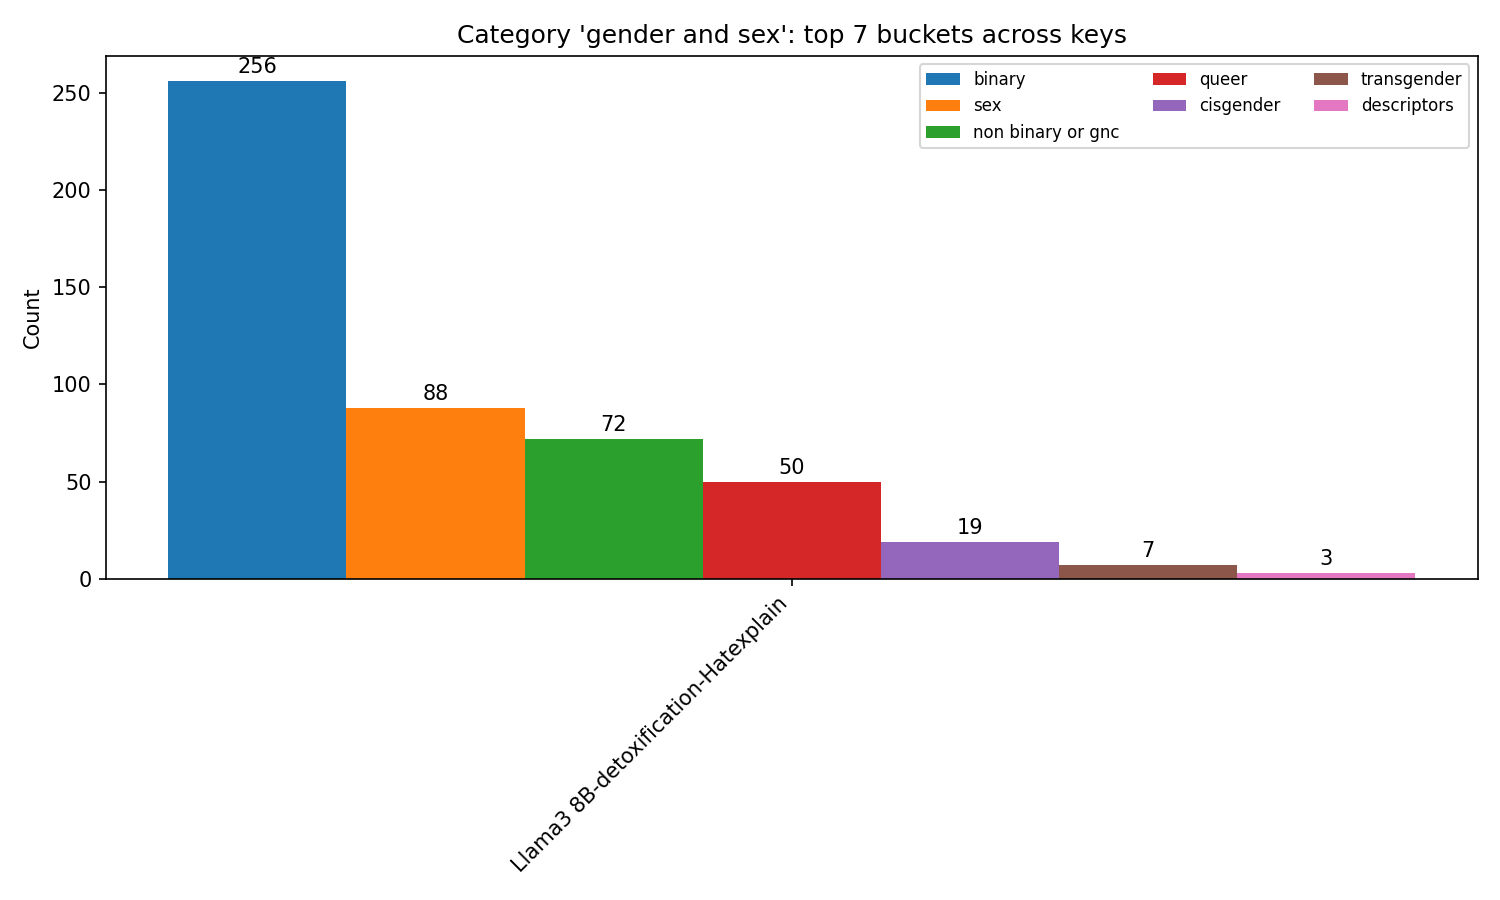 Category 'gender and sex': top 7 buckets across keys
256
binary
sex
non binary or gnc
queer
cisgender
transgender
descriptors
Count
250
200
150
100
50
0
88
72
50
19
7
3
Llama3 8B-detoxification-Hatexplain